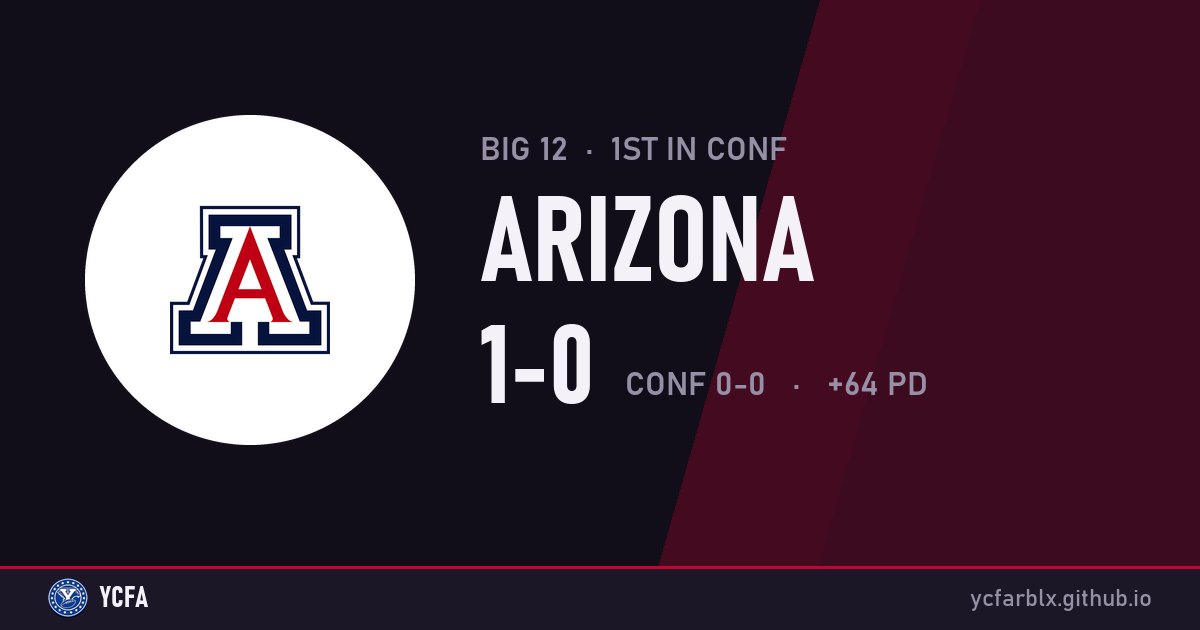 BIG 12 · 1ST IN CONF
ARIZONA
1-0 CONF 0-0 · +64 PD
A
YCFA
ycfarblx.github.io